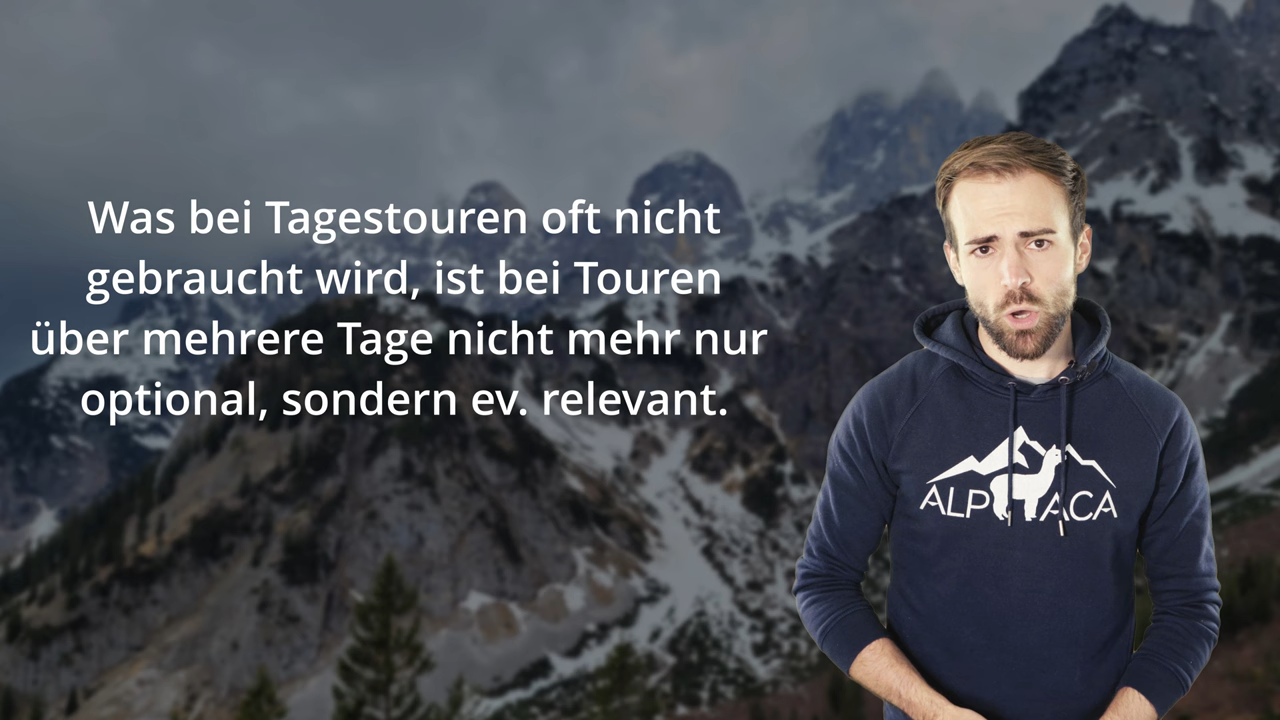 Was bei Tagestouren oft nicht
gebraucht wird, ist bei Touren
über mehrere Tage nicht mehr nur
optional, sondern ev. relevant.
ALPACA